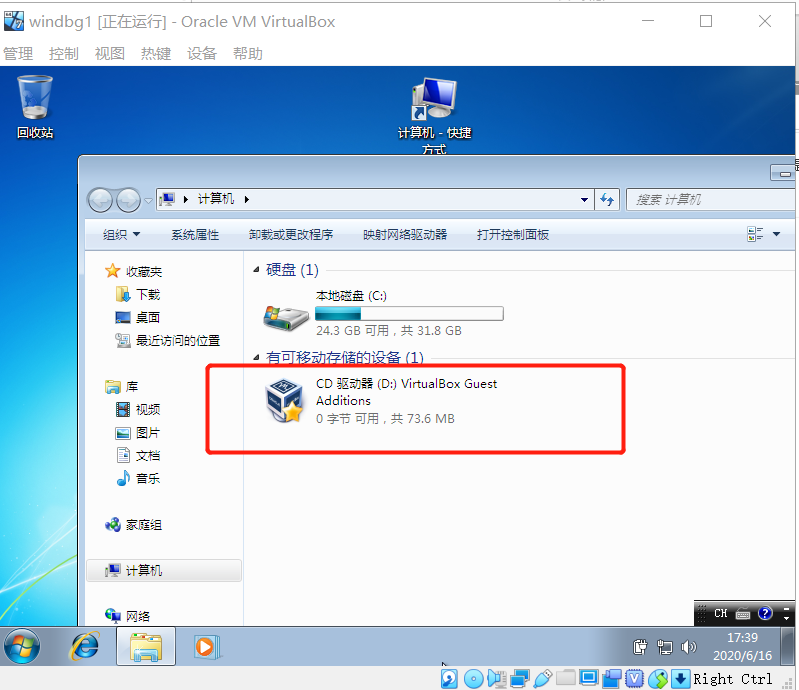 windbg1 [正在运行] - Oracle VM VirtualBox
管理 控制 视图 热键 设备 帮助
回收站
计算机 - 快捷
方式
计算机
搜索 计算机
组织 系统属性 卸载或更改程序 映射网络驱动器 打开控制面板
收藏夹
下载
桌面
最近访问的位置
库
视频
图片
文档
音乐
家庭组
计算机
网络
硬盘 (1)
本地磁盘 (C:)
24.3 GB 可用，共 31.8 GB
有可移动存储的设备 (1)
CD 驱动器 (D:) VirtualBox Guest
Additions
0 字节 可用，共 73.6 MB
CH
17:39
2020/6/16
Right Ctrl